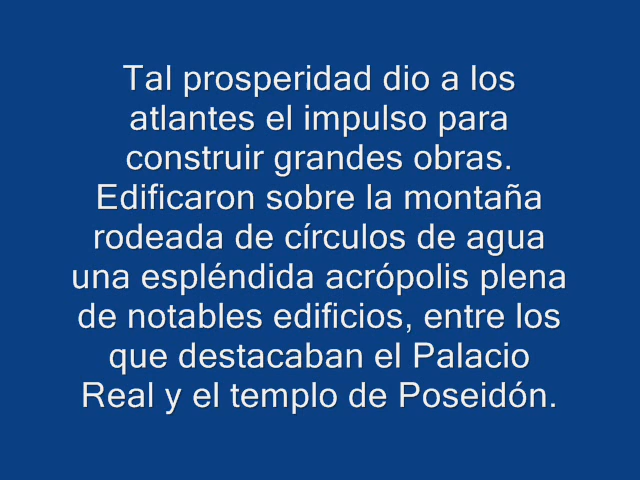 Tal prosperidad dio a los
atlantes el impulso para
construir grandes obras.
Edificaron sobre la montaña
rodeada de círculos de agua
una espléndida acrópolis plena
de notables edificios, entre los
que destacaban el Palacio
Real y el templo de Poseidón.